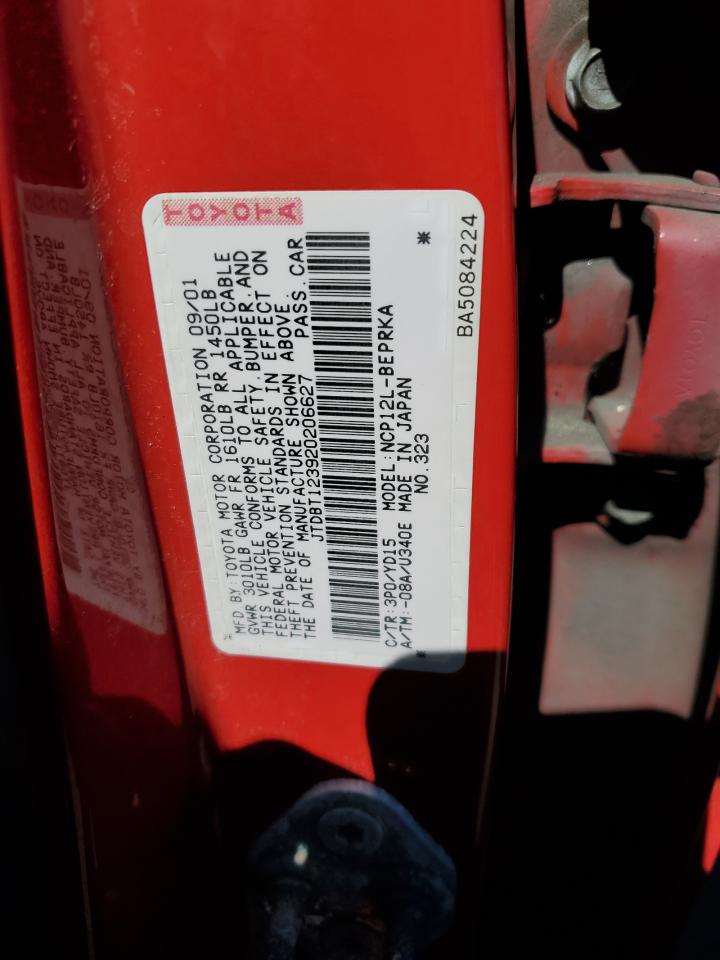 TOYOTA
MFD BY:TOYOTA MOTOR CORPORATION 09/01
GVWR 3010LB GAWR FR 1610LB RR 1450LB
THIS VEHICLE CONFORMS TO ALL APPLICABLE
FEDERAL MOTOR VEHICLE SAFETY,BUMPER,AND
THEFT PREVENTION STANDARDS IN EFFECT ON
THE DATE OF MANUFACTURE SHOWN ABOVE.
JTDBT123920206627 PASS.CAR
C/TR:3P0/YD15 MODEL:NCP12L-BEPRKA
A/TM:-08A/U340E MADE IN JAPAN
NO.323
BA5084224